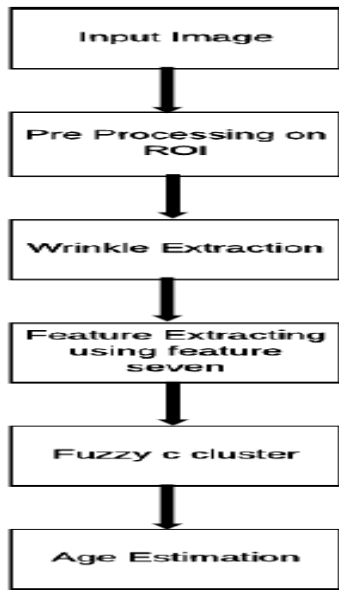 Input Image
Pre Processing on
ROI
Wrinkle Extraction
Feature Extracting
using feature
seven
Fuzzy c cluster
Age Estimation